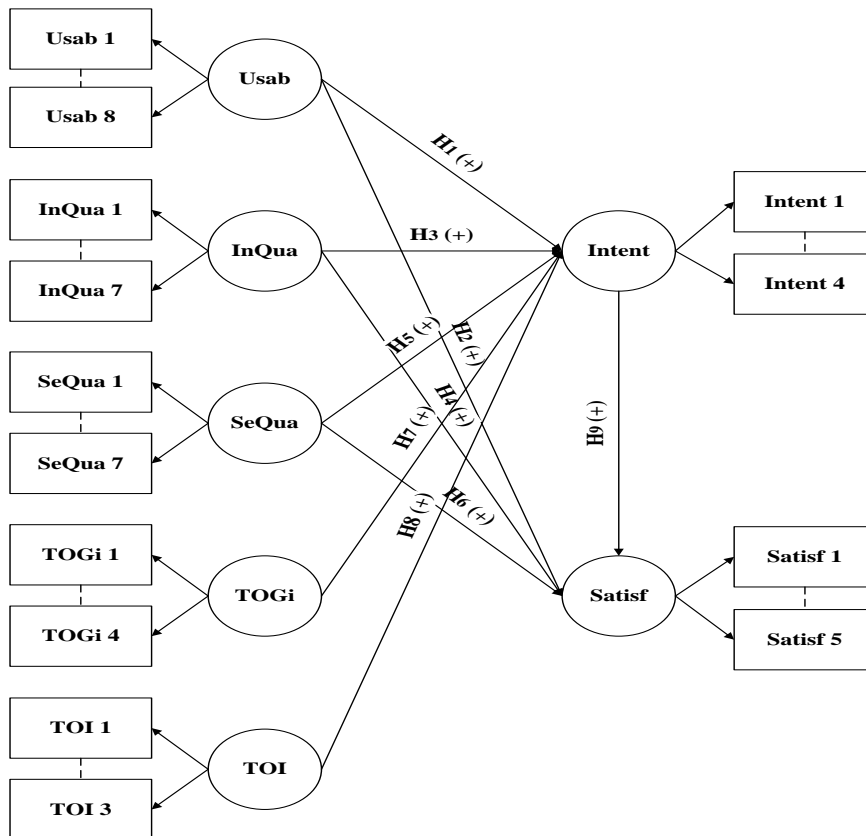 Usab 1
Usab 8
Usab
InQua 1
InQua 7
InQua
SeQua 1
SeQua 7
SeQua
TOGi 1
TOGi 4
TOGi
TOI 1
TOI 3
TOI
H1 (+)
H3 (+)
H5 (+)
H2 (+)
H7 (+)
H4 (+)
H8 (+)
H6 (+)
H9 (+)
Intent
Intent 1
Intent 4
Satisf
Satisf 1
Satisf 5